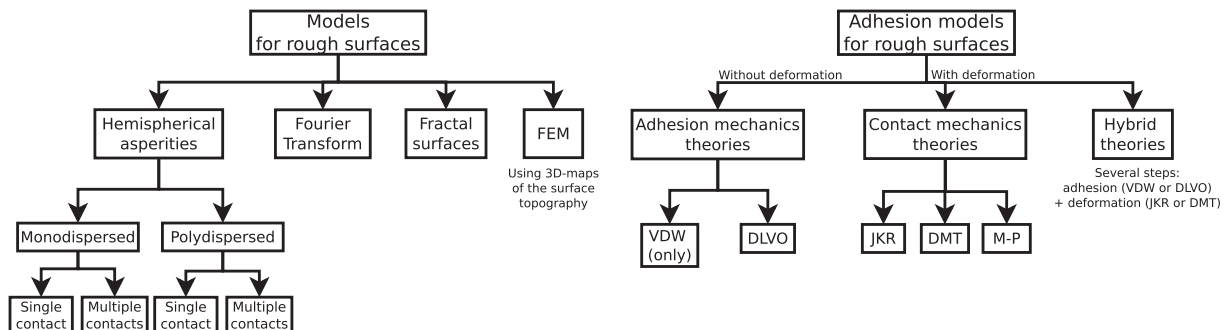 Models
for rough surfaces
Hemispherical
asperities
Fourier
Transform
Fractal
surfaces
FEM
Using 3D-maps
of the surface
topography
Monodispersed
Polydispersed
Single
contact
Multiple
contacts
Single
contact
Multiple
contacts
Adhesion models
for rough surfaces
Without deformation
With deformation
Adhesion mechanics
theories
Contact mechanics
theories
Hybrid
theories
Several steps:
adhesion (VDW or DLVO)
+ deformation (JKR or DMT)
VDW
(only)
DLVO
JKR
DMT
M-P